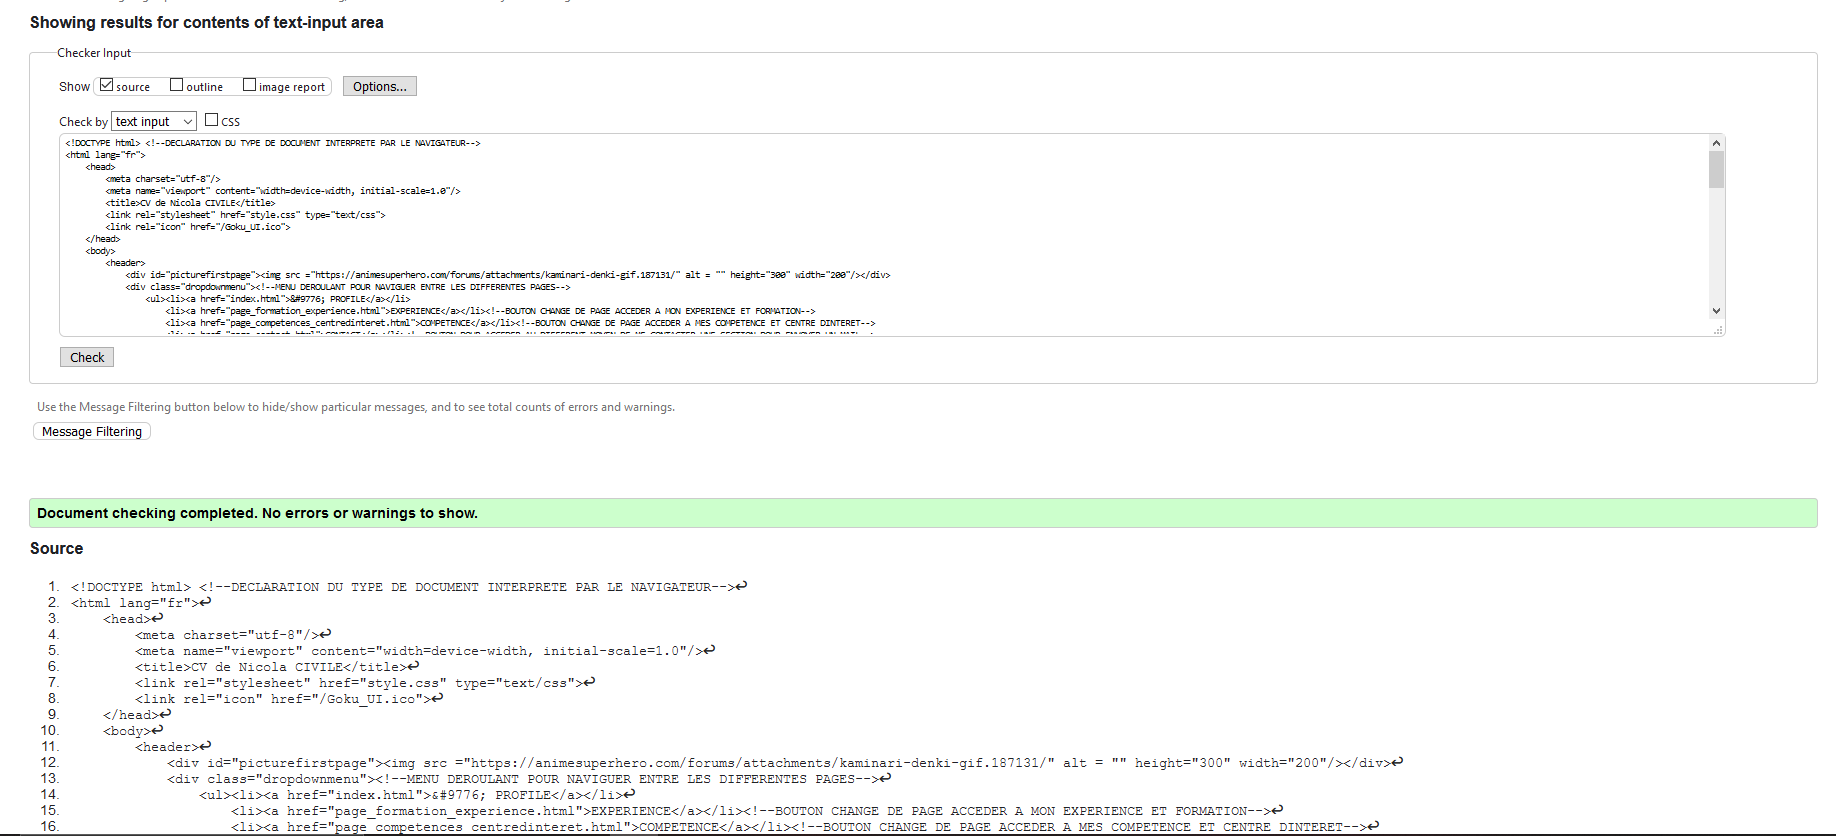 Showing results for contents of text-input area
Checker Input
Show source outline image report Options...
Check by text input CSS
<!DOCTYPE html> <!--DECLARATION DU TYPE DE DOCUMENT INTERPRETE PAR LE NAVIGATEUR-->
<html lang="fr">
<head>
<meta charset="utf-8"/>
<meta name="viewport" content="width=device-width, initial-scale=1.0"/>
<title>CV de Nicola CIVILE</title>
<link rel="stylesheet" href="style.css" type="text/css">
<link rel="icon" href="/Goku_UI.ico">
</head>
<body>
<header>
<div id="picturefirstpage"><img src ="https://animesuperhero.com/forums/attachments/kaminari-denki-gif.187131/" alt = "" height="300" width="200"/></div>
<div class="dropdownmenu"><!--MENU DEROULANT POUR NAVIGUER ENTRE LES DIFFERENTES PAGES-->
<ul><li><a href="index.html">&#9776; PROFILE</a></li>
<li><a href="page_formation_experience.html">EXPERIENCE</a></li><!--BOUTON CHANGE DE PAGE ACCEDER A MON EXPERIENCE ET FORMATION-->
<li><a href="page_competences_centredinteret.html">COMPETENCE</a></li><!--BOUTON CHANGE DE PAGE ACCEDER A MES COMPETENCE ET CENTRE DINTERET-->
Check
Use the Message Filtering button below to hide/show particular messages, and to see total counts of errors and warnings.
Message Filtering
Document checking completed. No errors or warnings to show.
Source
1. <!DOCTYPE html> <!--DECLARATION DU TYPE DE DOCUMENT INTERPRETE PAR LE NAVIGATEUR-->↩
2. <html lang="fr">↩
3. <head>↩
4. <meta charset="utf-8"/>↩
5. <meta name="viewport" content="width=device-width, initial-scale=1.0"/>↩
6. <title>CV de Nicola CIVILE</title>↩
7. <link rel="stylesheet" href="style.css" type="text/css">↩
8. <link rel="icon" href="/Goku_UI.ico">↩
9. </head>↩
10. <body>↩
11. <header>↩
12. <div id="picturefirstpage"><img src ="https://animesuperhero.com/forums/attachments/kaminari-denki-gif.187131/" alt = "" height="300" width="200"/></div>↩
13. <div class="dropdownmenu"><!--MENU DEROULANT POUR NAVIGUER ENTRE LES DIFFERENTES PAGES-->↩
14. <ul><li><a href="index.html">&#9776; PROFILE</a></li>↩
15. <li><a href="page_formation_experience.html">EXPERIENCE</a></li><!--BOUTON CHANGE DE PAGE ACCEDER A MON EXPERIENCE ET FORMATION-->↩
16. <li><a href="page_competences_centredinteret.html">COMPETENCE</a></li><!--BOUTON CHANGE DE PAGE ACCEDER A MES COMPETENCE ET CENTRE DINTERET-->↩